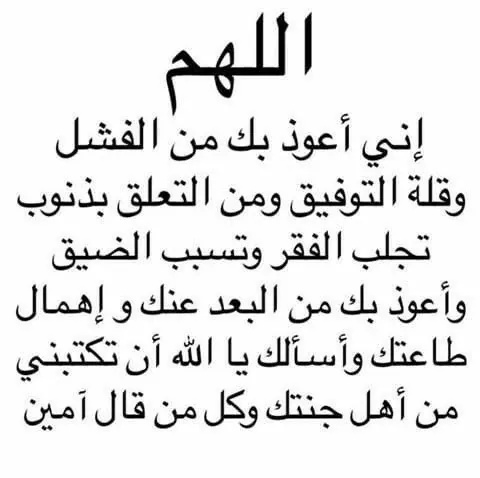 اللهم
إني أعوذ بك من الفشل
وقلة التوفيق ومن التعلق بذنوب
تجلب الفقر وتسبب الضيق
وأعوذ بك من البعد عنك و إهمال
طاعتك وأسألك يا الله أن تكتبني
من أهل جنتك وكل من قال آمين